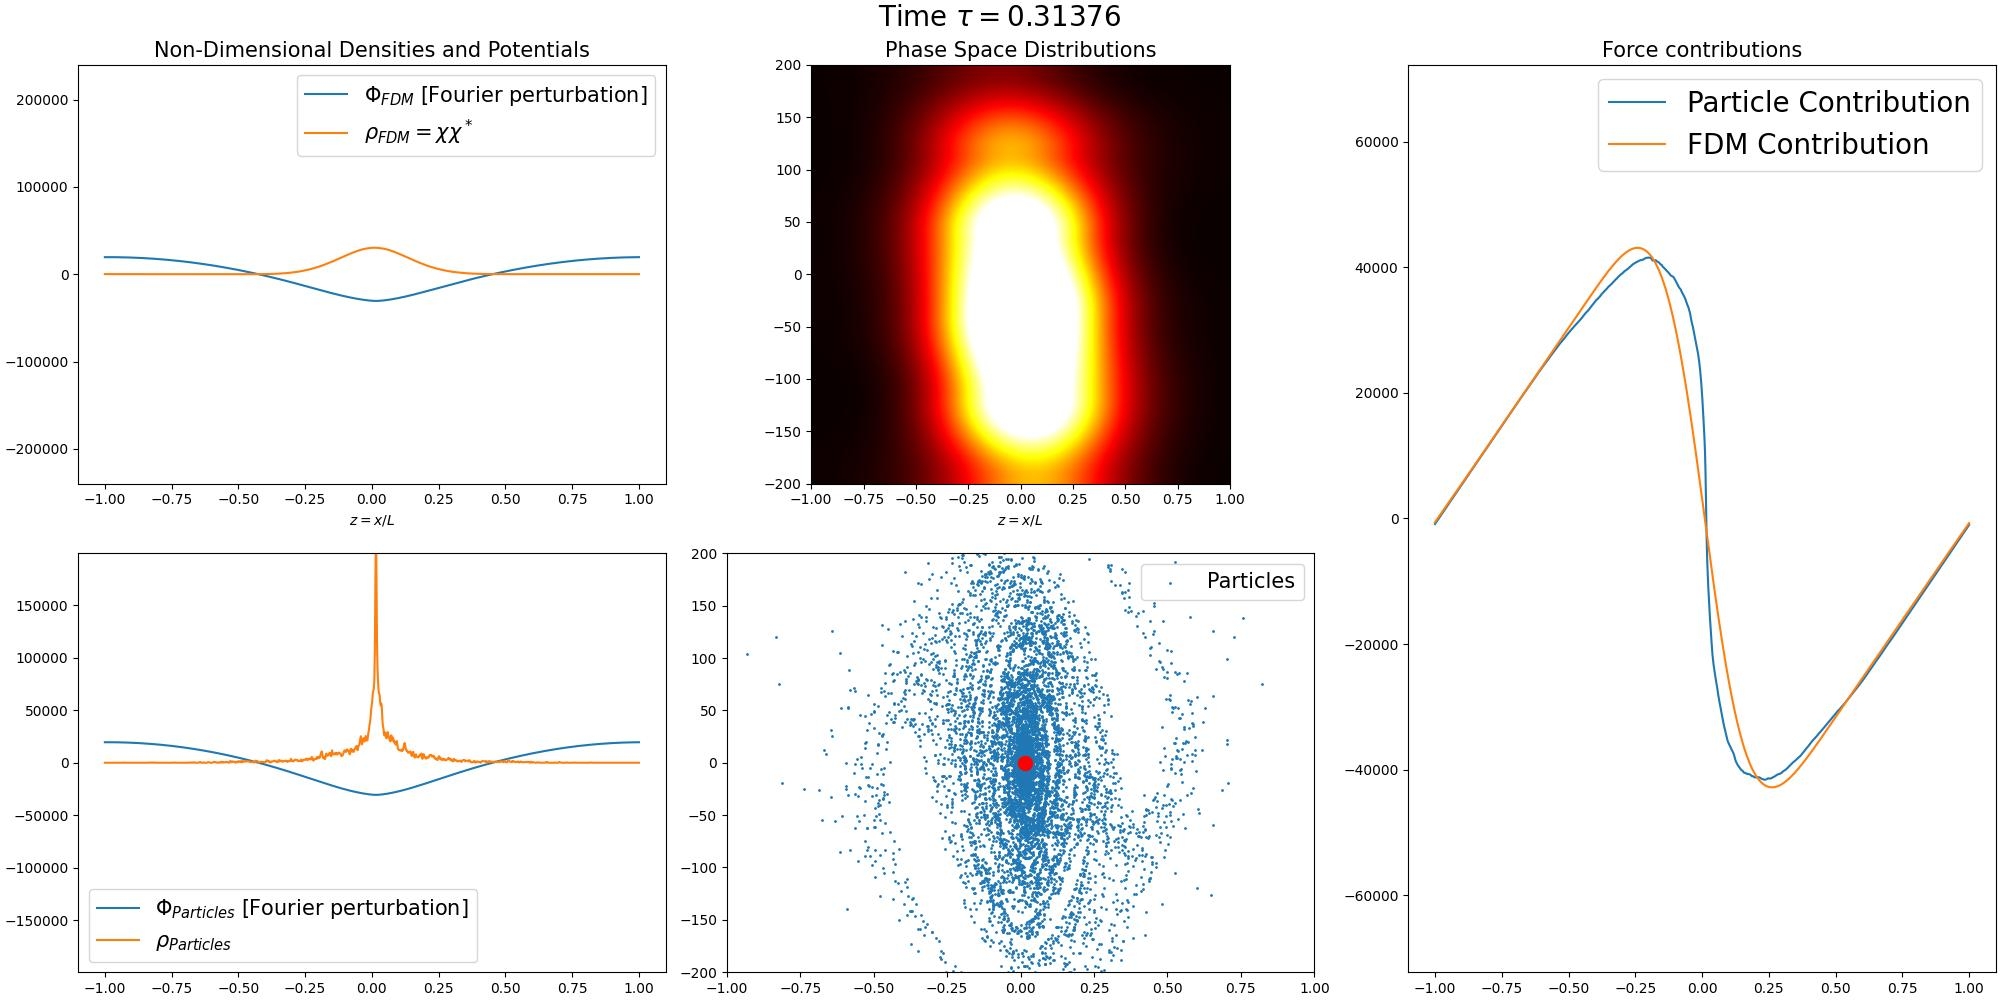 Time τ = 0.31376
Non-Dimensional Densities and Potentials
200000
100000
0
−100000
−200000
Φ_FDM [Fourier perturbation]
ρ_FDM = χχ*
−1.00 −0.75 −0.50 −0.25 0.00 0.25 0.50 0.75 1.00
z = x/L
Phase Space Distributions
200
150
100
50
0
−50
−100
−150
−200
−1.00 −0.75 −0.50 −0.25 0.00 0.25 0.50 0.75 1.00
z = x/L
Force contributions
60000
40000
20000
0
−20000
−40000
−60000
Particle Contribution
FDM Contribution
−1.00 −0.75 −0.50 −0.25 0.00 0.25 0.50 0.75 1.00
150000
100000
50000
0
−50000
−100000
−150000
Φ_Particles [Fourier perturbation]
ρ_Particles
−1.00 −0.75 −0.50 −0.25 0.00 0.25 0.50 0.75 1.00
200
150
100
50
0
−50
−100
−150
−200
Particles
−1.00 −0.75 −0.50 −0.25 0.00 0.25 0.50 0.75 1.00